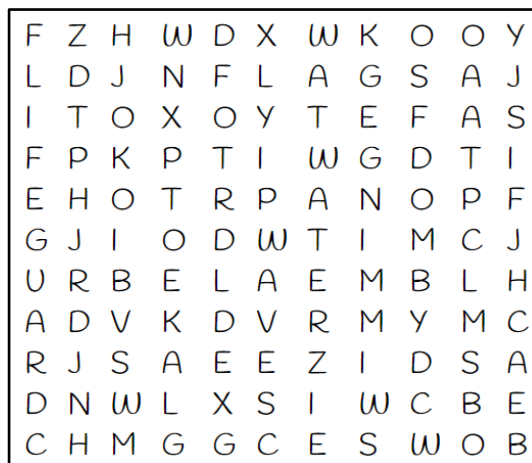 F Z H W D X W K O O Y
L D J N F L A G S A J
I T O X O Y T E F A S
F P K P T I W G D T I
E H O T R P A N O P F
G J I O D W T I M C J
U R B E L A E M B L H
A D V K D V R M Y M C
R J S A E E Z I D S A
D N W L X S I W C B E
C H M G G C E S W O B